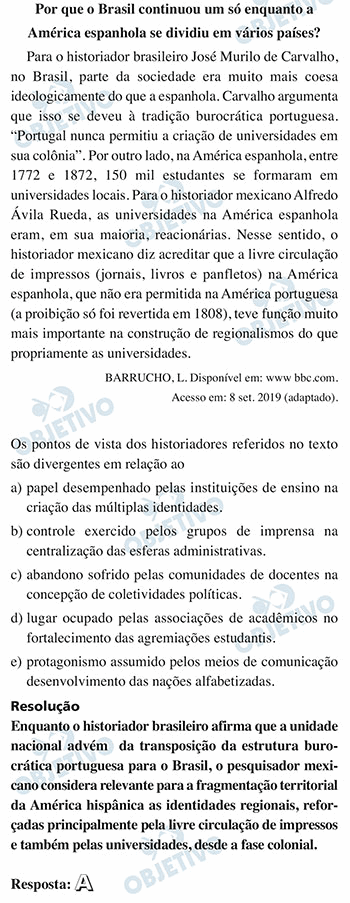 Por que o Brasil continuou um só enquanto a
América espanhola se dividiu em vários países?
Para o historiador brasileiro José Murilo de Carvalho,
no Brasil, parte da sociedade era muito mais coesa
ideologicamente do que a espanhola. Carvalho argumenta
que isso se deveu à tradição burocrática portuguesa.
“Portugal nunca permitiu a criação de universidades em
sua colônia”. Por outro lado, na América espanhola, entre
1772 e 1872, 150 mil estudantes se formaram em
universidades locais. Para o historiador mexicano Alfredo
Ávila Rueda, as universidades na América espanhola
eram, em sua maioria, reacionárias. Nesse sentido, o
historiador mexicano diz acreditar que a livre circulação
de impressos (jornais, livros e panfletos) na América
espanhola, que não era permitida na América portuguesa
(a proibição só foi revertida em 1808), teve função muito
mais importante na construção de regionalismos do que
propriamente as universidades.
BARRUCHO, L. Disponível em: www bbc.com.
Acesso em: 8 set. 2019 (adaptado).
OBJETIVO
Os pontos de vista dos historiadores referidos no texto
são divergentes em relação ao
a) papel desempenhado pelas instituições de ensino na
criação das múltiplas identidades.
b) controle exercido pelos grupos de imprensa na
centralização das esferas administrativas.
c) abandono sofrido pelas comunidades de docentes na
concepção de coletividades políticas.
d) lugar ocupado pelas associações de acadêmicos no
fortalecimento das agremiações estudantis.
e) protagonismo assumido pelos meios de comunicação
desenvolvimento das nações alfabetizadas.
Resolução
Enquanto o historiador brasileiro afirma que a unidade
nacional advém da transposição da estrutura buro-
crática portuguesa para o Brasil, o pesquisador mexi-
cano considera relevante para a fragmentação territorial
da América hispânica as identidades regionais, refor-
çadas principalmente pela livre circulação de impressos
e também pelas universidades, desde a fase colonial.
Resposta: A
OBJETIVO